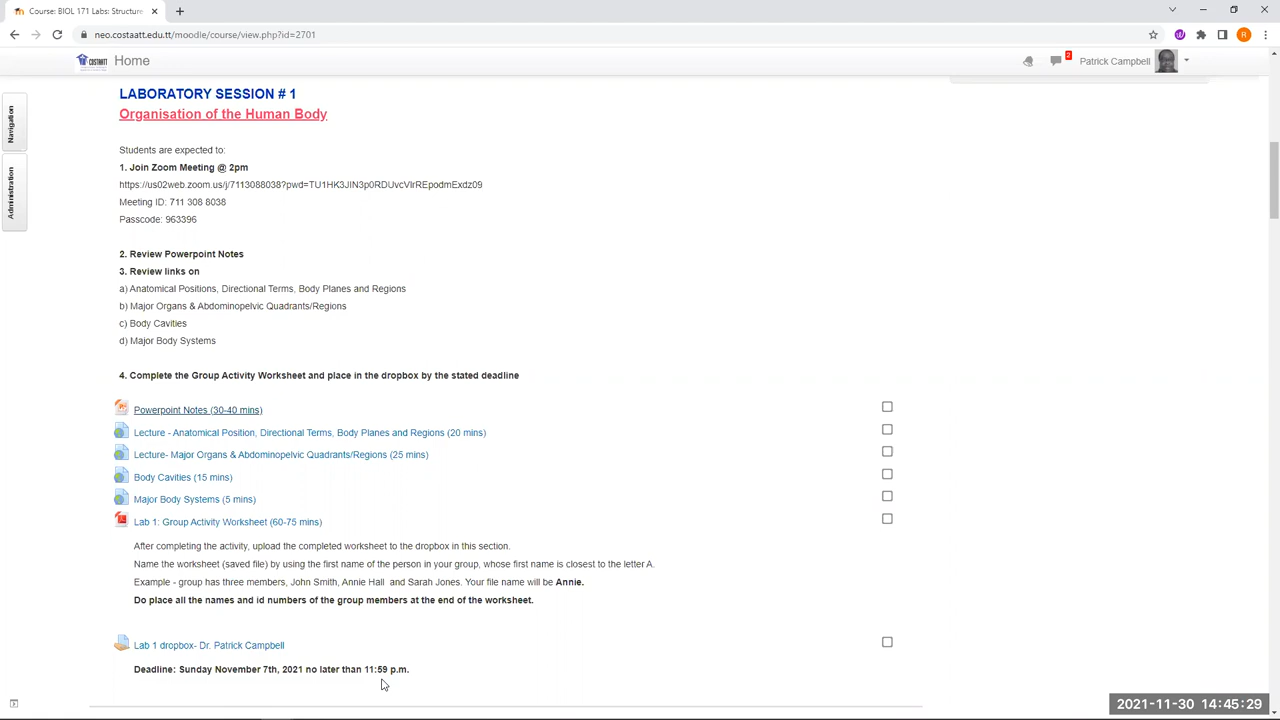 Course: BIOL 171 Labs: Structure
neo.costaatt.edu.tt/moodle/course/view.php?id=2701
R
COSTAATT
Home
2
Patrick Campbell
Navigation
Administration
LABORATORY SESSION # 1
Organisation of the Human Body
Students are expected to:
1. Join Zoom Meeting @ 2pm
Meeting ID: 711 308 8038
Passcode: 963396
2. Review Powerpoint Notes
3. Review links on
a) Anatomical Positions, Directional Terms, Body Planes and Regions
b) Major Organs & Abdominopelvic Quadrants/Regions
c) Body Cavities
d) Major Body Systems
4. Complete the Group Activity Worksheet and place in the dropbox by the stated deadline
Powerpoint Notes (30-40 mins)
Lecture - Anatomical Position, Directional Terms, Body Planes and Regions (20 mins)
Lecture- Major Organs & Abdominopelvic Quadrants/Regions (25 mins)
Body Cavities (15 mins)
Major Body Systems (5 mins)
Lab 1: Group Activity Worksheet (60-75 mins)
After completing the activity, upload the completed worksheet to the dropbox in this section.
Name the worksheet (saved file) by using the first name of the person in your group, whose first name is closest to the letter A.
Example - group has three members, John Smith, Annie Hall and Sarah Jones. Your file name will be Annie.
Do place all the names and id numbers of the group members at the end of the worksheet.
Lab 1 dropbox- Dr. Patrick Campbell
Deadline: Sunday November 7th, 2021 no later than 11:59 p.m.
2021-11-30 14:45:29